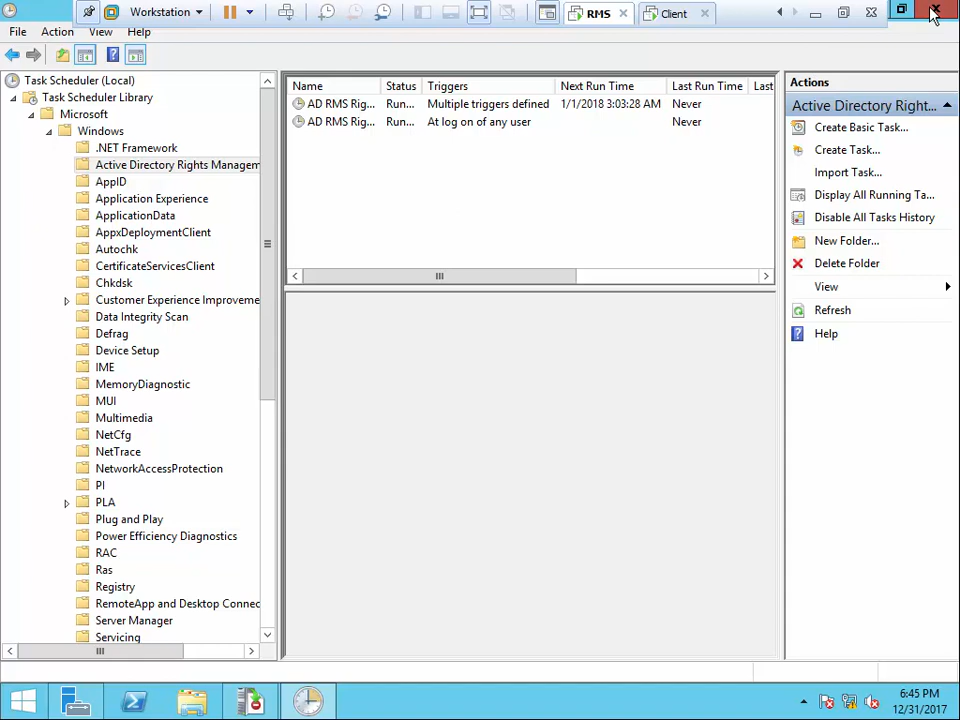 Workstation
RMS
Client
File Action View Help
Task Scheduler (Local)
Task Scheduler Library
Microsoft
Windows
.NET Framework
Active Directory Rights Managem
AppID
Application Experience
ApplicationData
AppxDeploymentClient
Autochk
CertificateServicesClient
Chkdsk
Customer Experience Improveme
Data Integrity Scan
Defrag
Device Setup
IME
MemoryDiagnostic
MUI
Multimedia
NetCfg
NetTrace
NetworkAccessProtection
PI
PLA
Plug and Play
Power Efficiency Diagnostics
RAC
Ras
Registry
RemoteApp and Desktop Connec
Server Manager
Servicing
Name Status Triggers Next Run Time Last Run Time Last
AD RMS Rig... Run... Multiple triggers defined 1/1/2018 3:03:28 AM Never
AD RMS Rig... Run... At log on of any user Never
Actions
Active Directory Right...
Create Basic Task...
Create Task...
Import Task...
Display All Running Ta...
Disable All Tasks History
New Folder...
Delete Folder
View
Refresh
Help
6:45 PM
12/31/2017